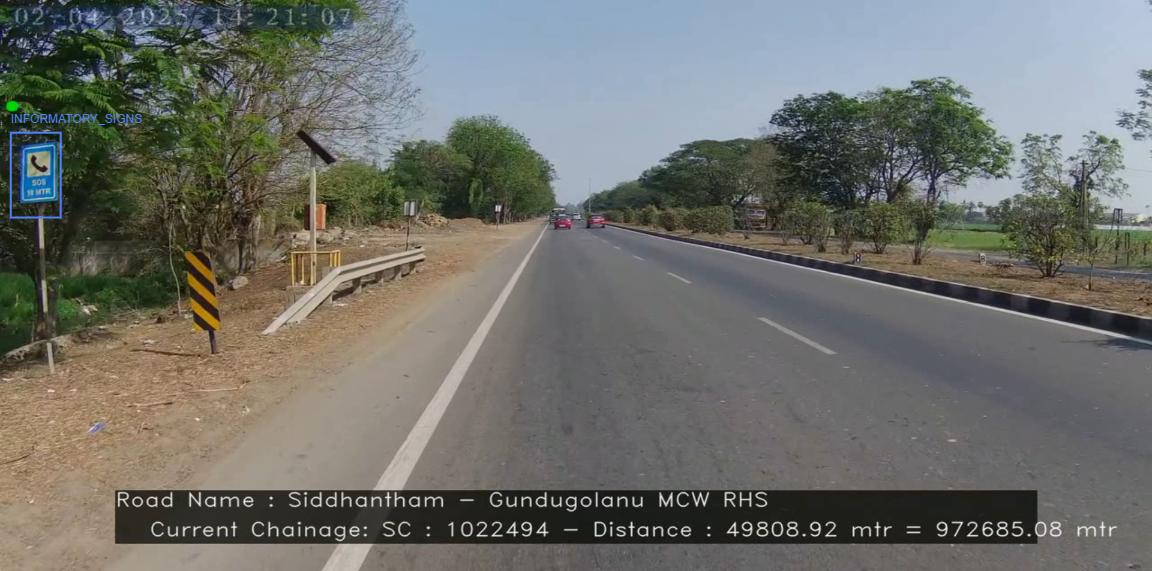 02-04-2025 14:21:07
INFORMATORY_SIGNS
SOS
Road Name : Siddhantham - Gundugolanu MCW RHS
Current Chainage: SC : 1022494 - Distance : 49808.92 mtr = 972685.08 mtr